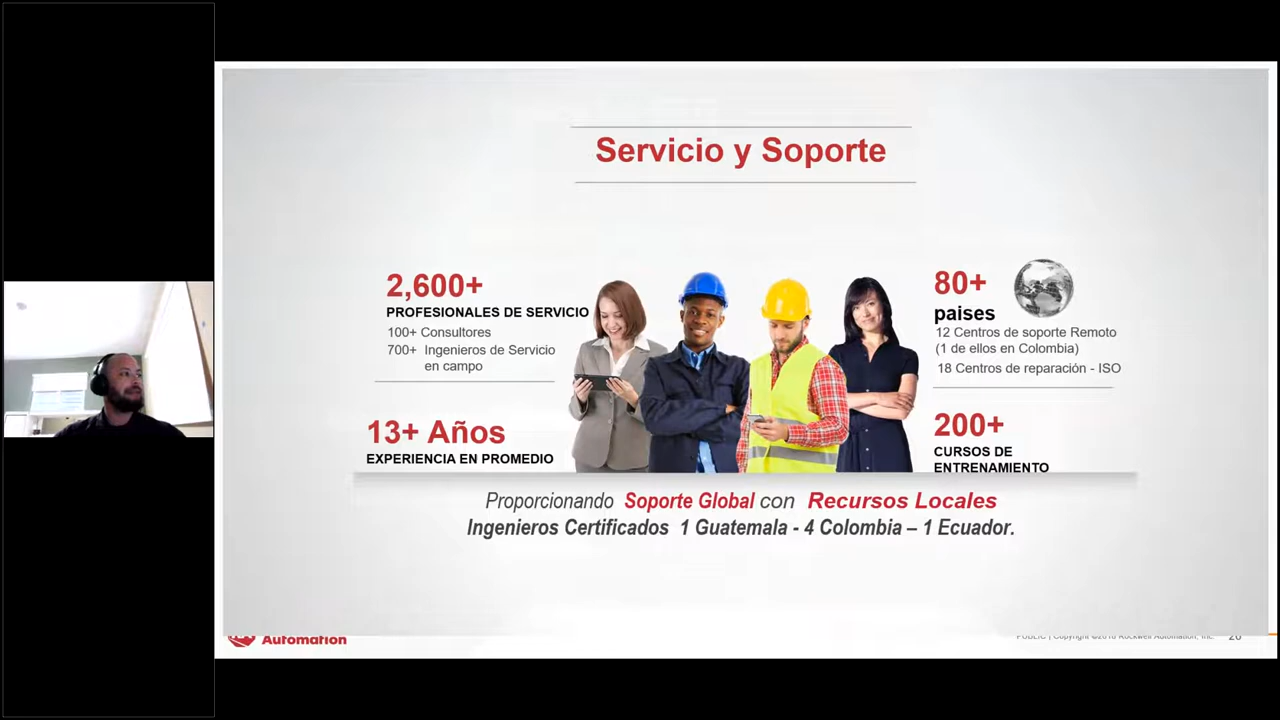 Servicio y Soporte
2,600+
PROFESIONALES DE SERVICIO
100+ Consultores
700+ Ingenieros de Servicio
en campo
13+ Años
EXPERIENCIA EN PROMEDIO
80+
paises
12 Centros de soporte Remoto
(1 de ellos en Colombia)
18 Centros de reparación - ISO
200+
CURSOS DE
ENTRENAMIENTO
Proporcionando Soporte Global con Recursos Locales
Ingenieros Certificados 1 Guatemala - 4 Colombia – 1 Ecuador.
Automation